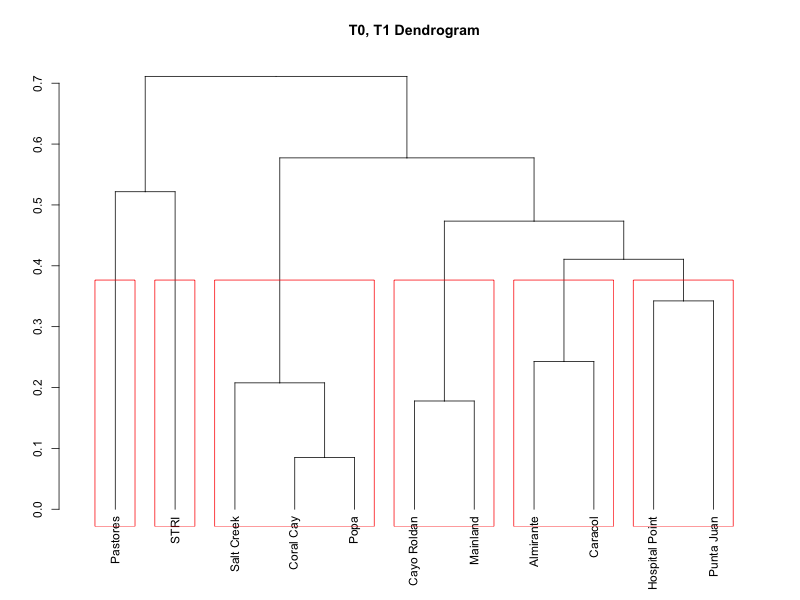 T0, T1 Dendrogram
0.7
0.6
0.5
0.4
0.3
0.2
0.1
0.0
Pastores
STRI
Salt Creek
Coral Cay
Popa
Cayo Roldan
Mainland
Almirante
Caracol
Hospital Point
Punta Juan